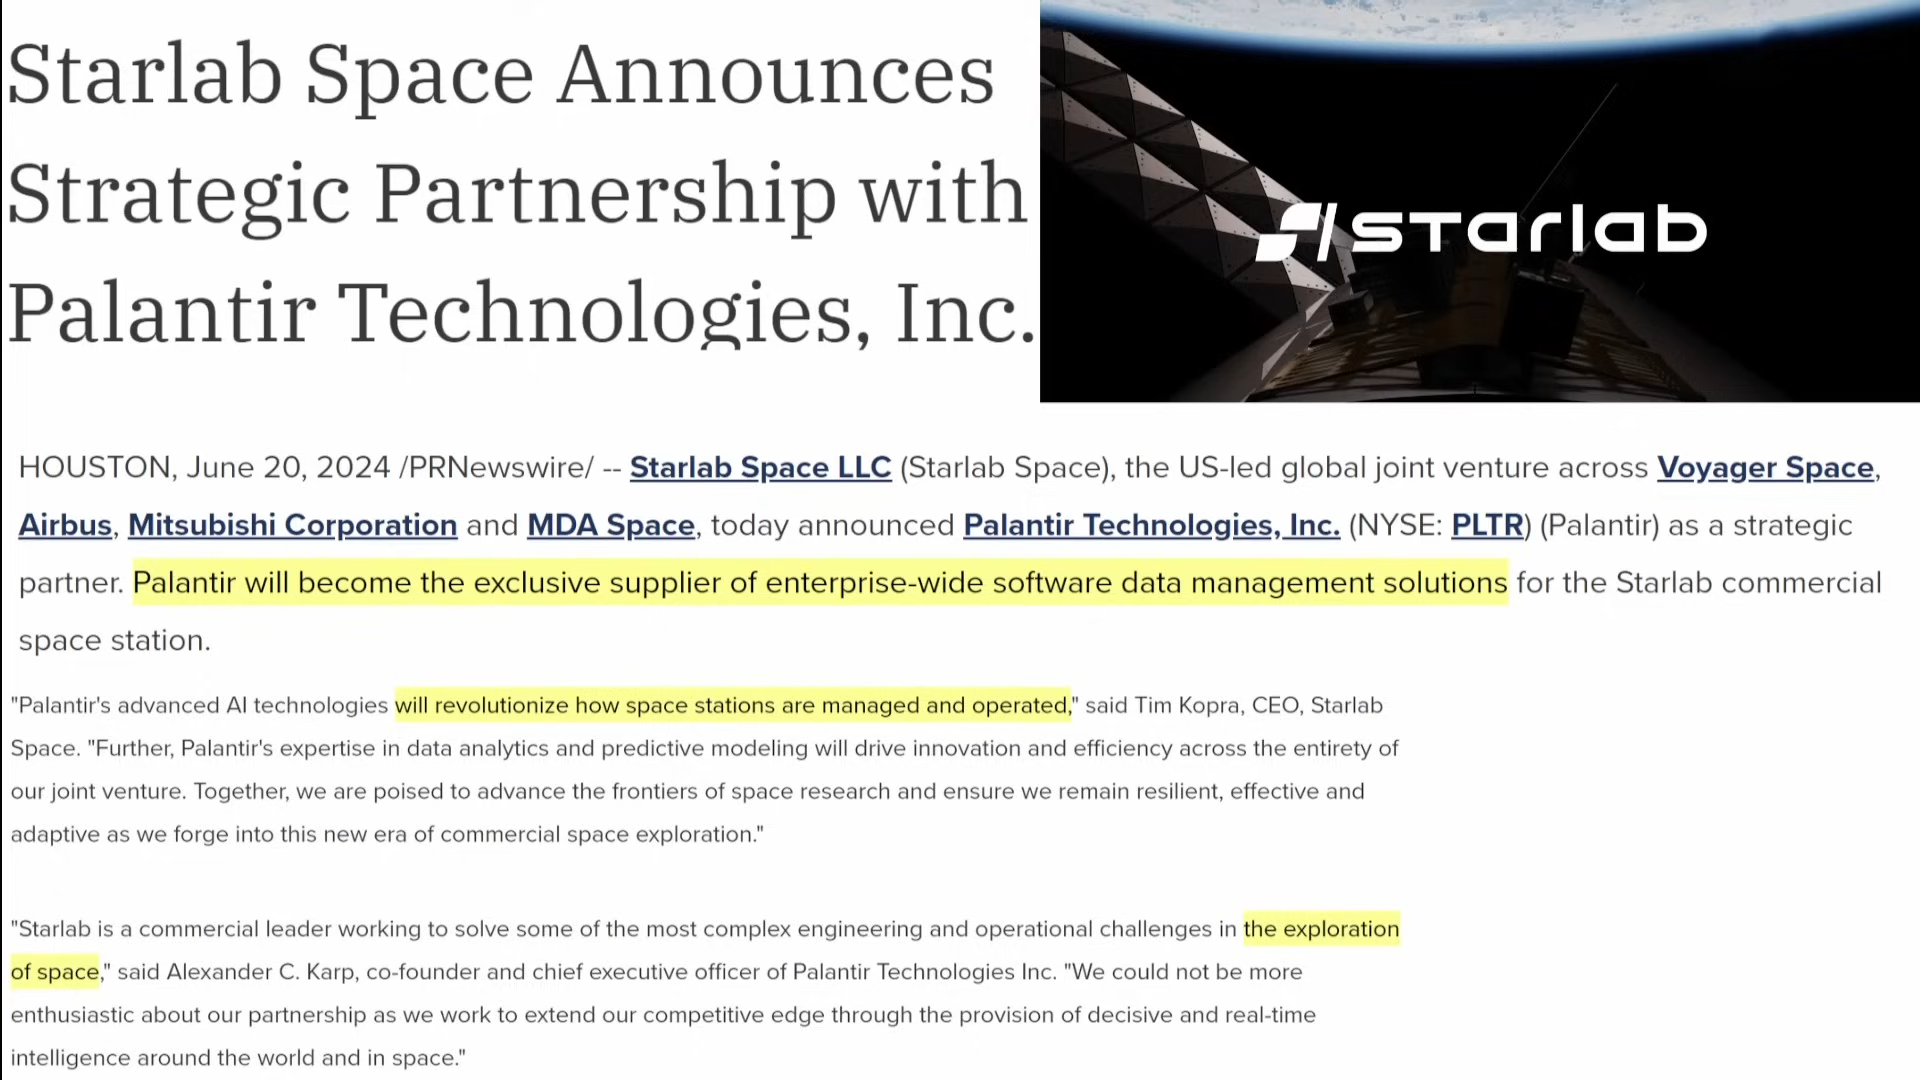 Starlab Space Announces
Strategic Partnership with
Palantir Technologies, Inc.
starlab
HOUSTON, June 20, 2024 /PRNewswire/ -- Starlab Space LLC (Starlab Space), the US-led global joint venture across Voyager Space,
Airbus, Mitsubishi Corporation and MDA Space, today announced Palantir Technologies, Inc. (NYSE: PLTR) (Palantir) as a strategic
partner. Palantir will become the exclusive supplier of enterprise-wide software data management solutions for the Starlab commercial
space station.
"Palantir's advanced AI technologies will revolutionize how space stations are managed and operated," said Tim Kopra, CEO, Starlab
Space. "Further, Palantir's expertise in data analytics and predictive modeling will drive innovation and efficiency across the entirety of
our joint venture. Together, we are poised to advance the frontiers of space research and ensure we remain resilient, effective and
adaptive as we forge into this new era of commercial space exploration."
"Starlab is a commercial leader working to solve some of the most complex engineering and operational challenges in the exploration
of space," said Alexander C. Karp, co-founder and chief executive officer of Palantir Technologies Inc. "We could not be more
enthusiastic about our partnership as we work to extend our competitive edge through the provision of decisive and real-time
intelligence around the world and in space."